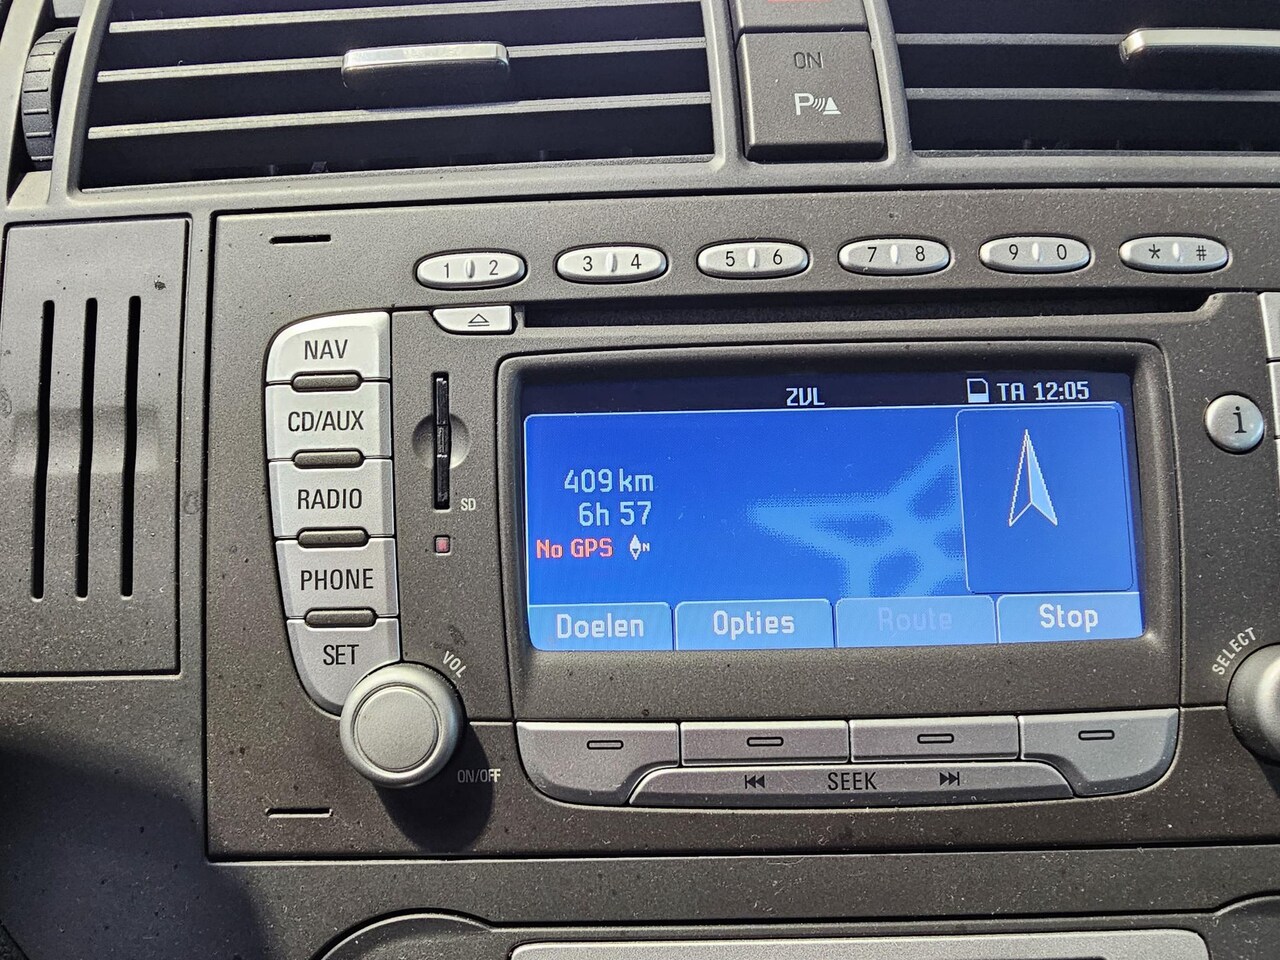 ON
P
1 2
3 4
5 6
7 8
9 0
* #
NAV
CD/AUX
RADIO
PHONE
SET
SD
VOL
ON/OFF
ZVL
TA 12:05
409 km
6h 57
No GPS N
Doelen
Opties
Route
Stop
i
SELECT
SEEK